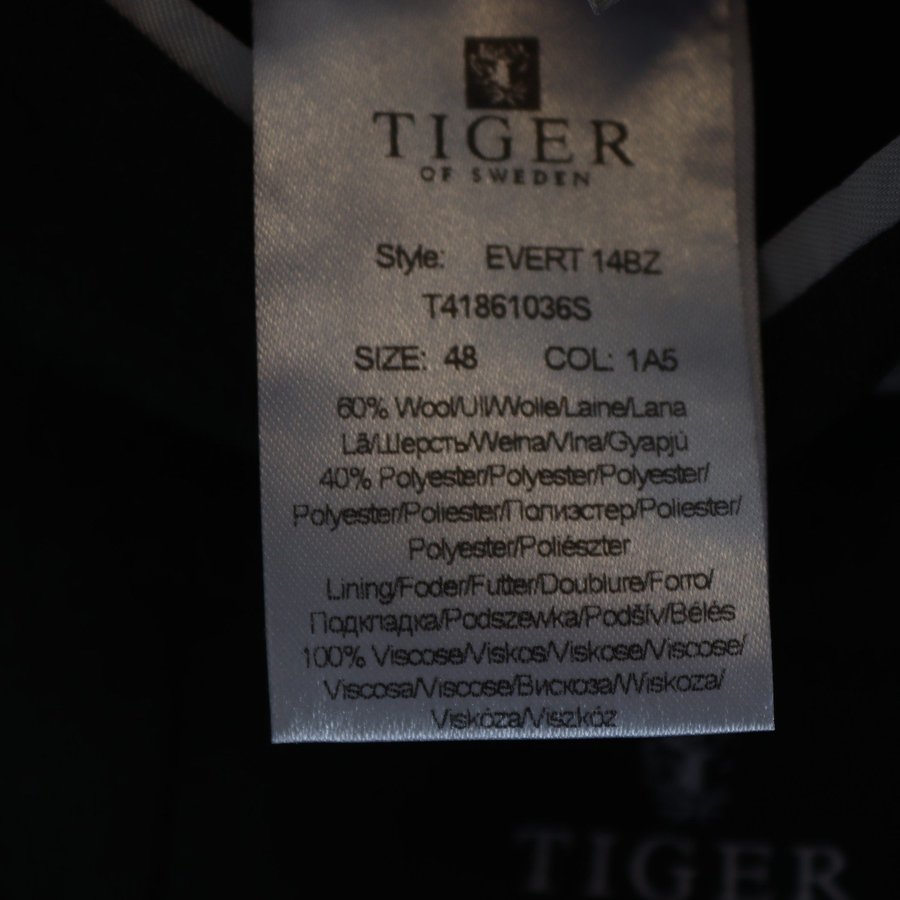 TIGER
OF SWEDEN
Style: EVERT 14BZ
T41861036S
SIZE: 48 COL: 1A5
60% Wool/Ull/Wolle/Laine/Lana
Lã/Шерсть/Wełna/Vlna/Gyapjú
40% Polyester/Polyester/Polyester/
Polyester/Poliester/Полиэстер/Poliester/
Polyester/Poliészter
Lining/Foder/Futter/Doublure/Forro/
Подкладка/Podszewka/Podšív/Bélés
100% Viscose/Viskos/Viskose/Viscose/
Viscosa/Viscose/Вискоза/Wiskoza/
Viskóza/Viszkóz
TIGER